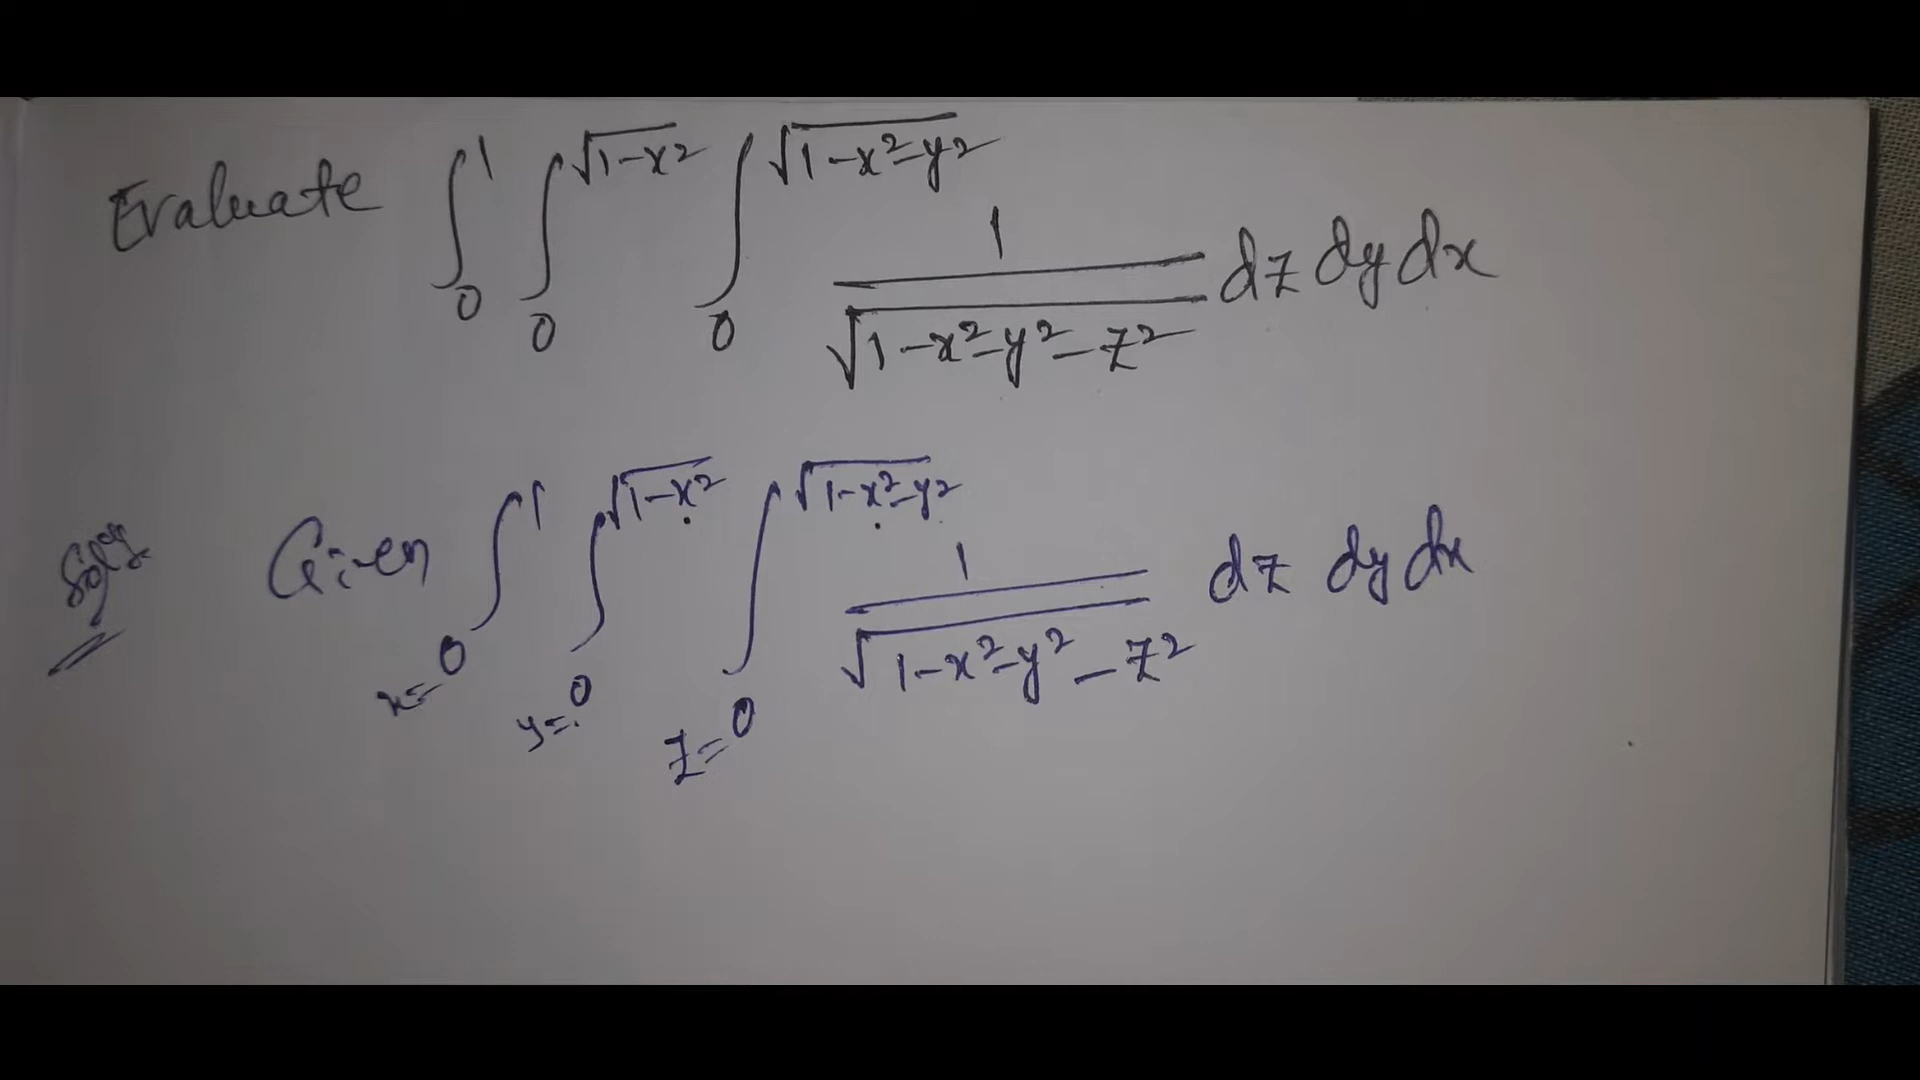 Evaluate ∫₀¹ ∫₀^√(1-x²) ∫₀^√(1-x²-y²) 1/√(1-x²-y²-z²) dz dy dx
Soln Given ∫_{x=0}^{1} ∫_{y=0}^{√(1-x²)} ∫_{z=0}^{√(1-x²-y²)} 1/√(1-x²-y²-z²) dz dy dx